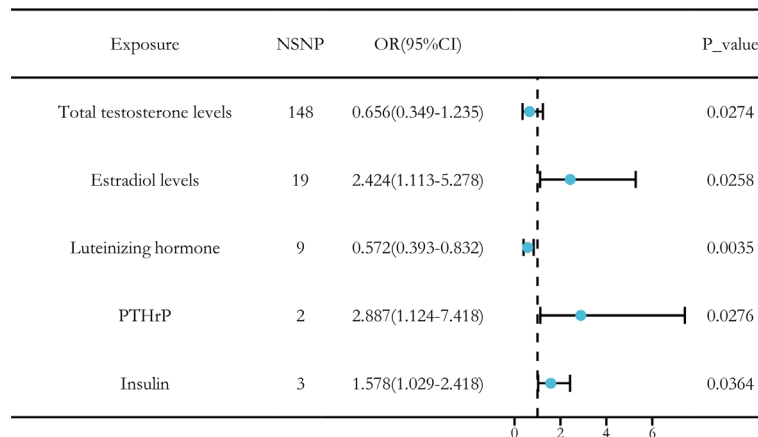 Exposure NSNP OR(95%CI) P_value
Total testosterone levels 148 0.656(0.349-1.235) 0.0274
Estradiol levels 19 2.424(1.113-5.278) 0.0258
Luteinizing hormone 9 0.572(0.393-0.832) 0.0035
PTHrP 2 2.887(1.124-7.418) 0.0276
Insulin 3 1.578(1.029-2.418) 0.0364
0 2 4 6